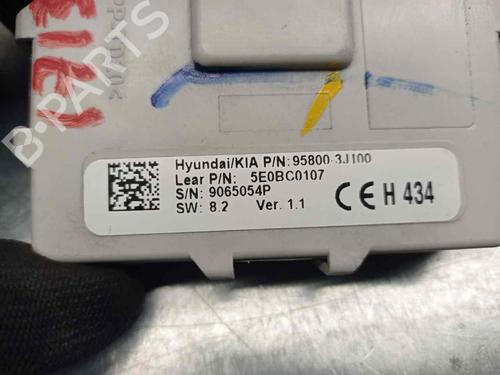 B-PARTS
Hyundai/KIA P/N: 95800-3J100
Lear P/N: 5E0BC0107
S/N: 9065054P
SW: 8.2 Ver. 1.1
CE H 434